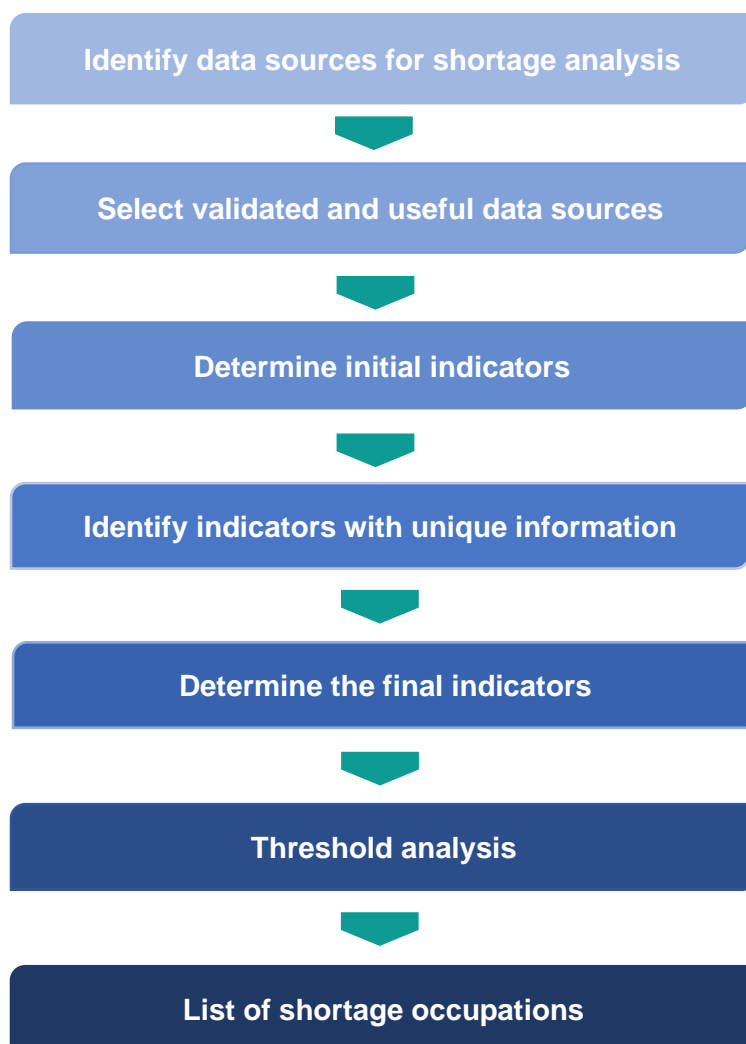 Identify data sources for shortage analysis
Select validated and useful data sources
Determine initial indicators
Identify indicators with unique information
Determine the final indicators
Threshold analysis
List of shortage occupations